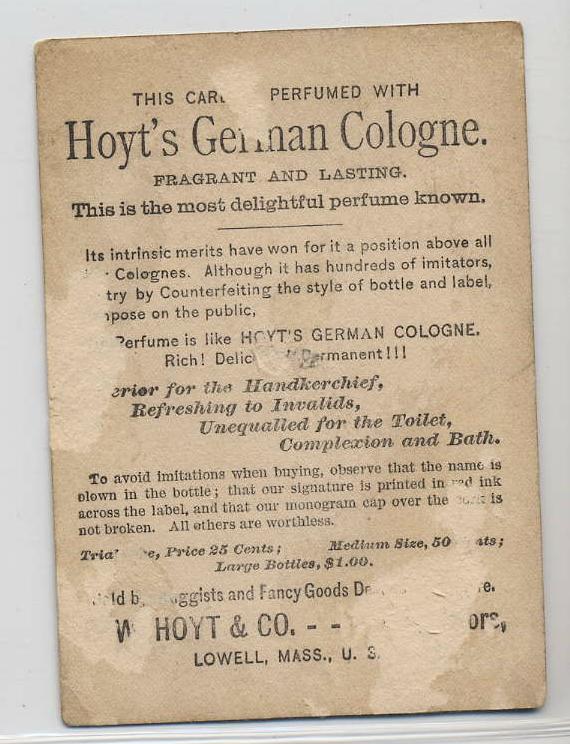 THIS CARD PERFUMED WITH
Hoyt's German Cologne.
FRAGRANT AND LASTING.
This is the most delightful perfume known.
Its intrinsic merits have won for it a position above all
Colognes. Although it has hundreds of imitators,
try by Counterfeiting the style of bottle and label,
on the public,
Perfume is like HOYT'S GERMAN COLOGNE.
Rich! Permanent!!!
for the Handkerchief,
Refreshing to Invalids,
Unequalled for the Toilet,
Complexion and Bath.
To avoid imitations when buying, observe that the name is
blown in the bottle; that our signature is printed in red ink
across the label, and that our monogram cap over the is
not broken. All others are worthless.
Price 25 Cents; Medium Size, 50
Large Bottles, $1.00.
and Fancy Goods
HOYT & CO. - -
LOWELL, MASS., U. S.